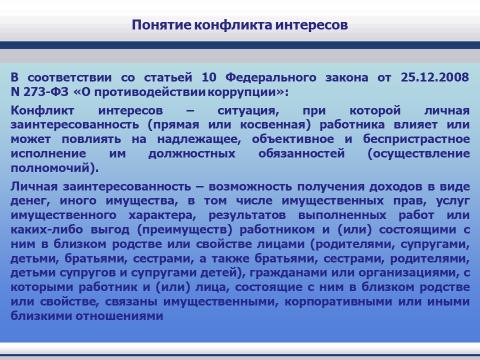 Понятие конфликта интересов
В соответствии со статьей 10 Федерального закона от 25.12.2008
N 273-ФЗ «О противодействии коррупции»:
Конфликт интересов – ситуация, при которой личная
заинтересованность (прямая или косвенная) работника влияет или
может повлиять на надлежащее, объективное и беспристрастное
исполнение им должностных обязанностей (осуществление
полномочий).
Личная заинтересованность – возможность получения доходов в виде
денег, иного имущества, в том числе имущественных прав, услуг
имущественного характера, результатов выполненных работ или
каких-либо выгод (преимуществ) работником и (или) состоящими с
ним в близком родстве или свойстве лицами (родителями, супругами,
детьми, братьями, сестрами, а также братьями, сестрами, родителями,
детьми супругов и супругами детей), гражданами или организациями, с
которыми работник и (или) лица, состоящие с ним в близком родстве
или свойстве, связаны имущественными, корпоративными или иными
близкими отношениями